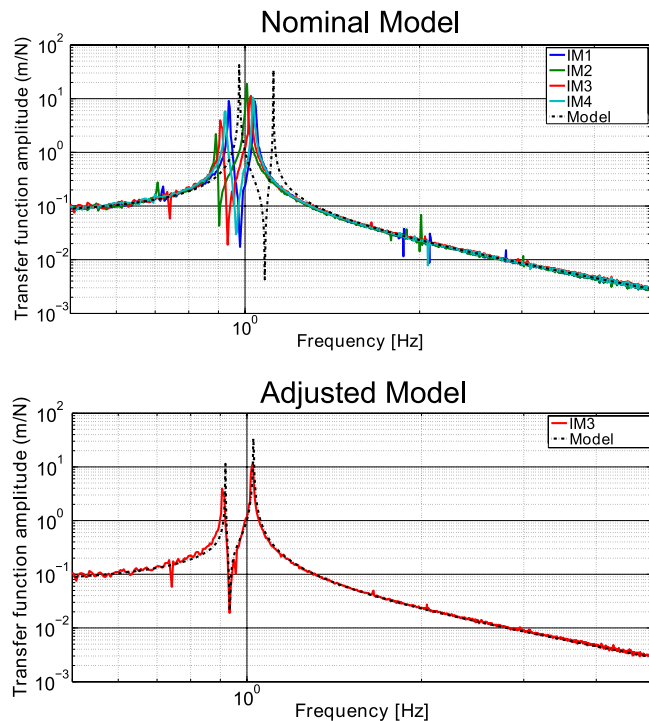 Nominal Model
Transfer function amplitude (m/N)
10^2
10^1
10^0
10^-1
10^-2
10^-3
IM1
IM2
IM3
IM4
Model
10^0
Frequency [Hz]
Adjusted Model
Transfer function amplitude (m/N)
10^2
10^1
10^0
10^-1
10^-2
10^-3
IM3
Model
10^0
Frequency [Hz]